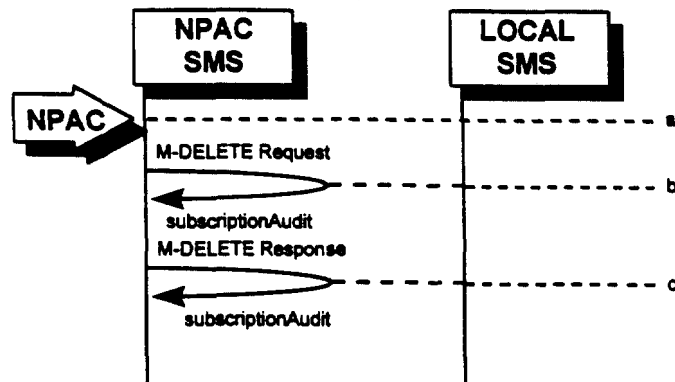 NPAC
SMS
LOCAL
SMS
NPAC
a
M-DELETE Request
b
subscriptionAudit
M-DELETE Response
c
subscriptionAudit